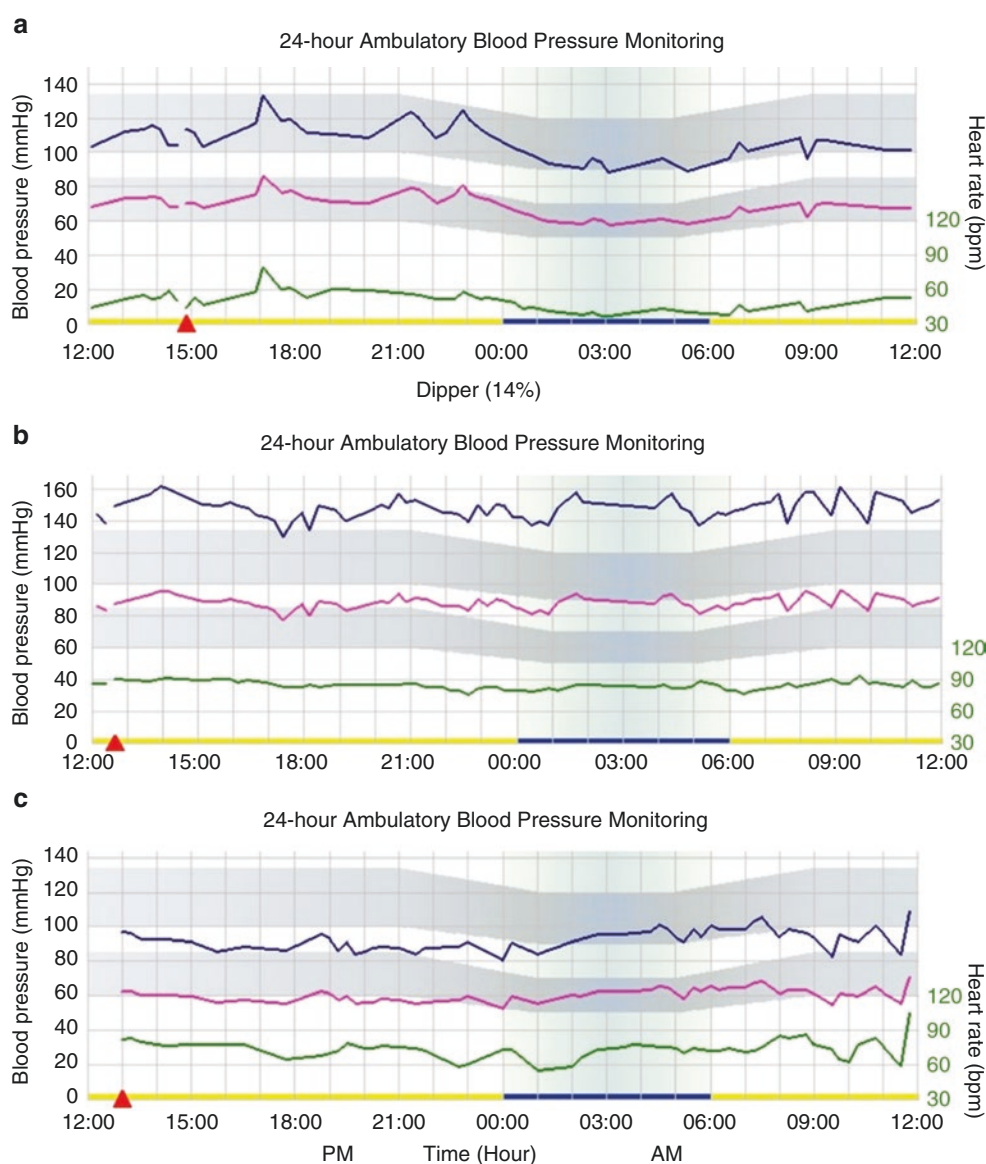 a
24-hour Ambulatory Blood Pressure Monitoring
Blood pressure (mmHg)
140
120
100
80
60
40
20
0
Heart rate (bpm)
120
90
60
30
12:00 15:00 18:00 21:00 00:00 03:00 06:00 09:00 12:00
Dipper (14%)
b
24-hour Ambulatory Blood Pressure Monitoring
Blood pressure (mmHg)
160
140
120
100
80
60
40
20
0
120
90
60
30
12:00 15:00 18:00 21:00 00:00 03:00 06:00 09:00 12:00
c
24-hour Ambulatory Blood Pressure Monitoring
Blood pressure (mmHg)
140
120
100
80
60
40
20
0
Heart rate (bpm)
120
90
60
30
12:00 15:00 18:00 21:00 00:00 03:00 06:00 09:00 12:00
PM Time (Hour) AM